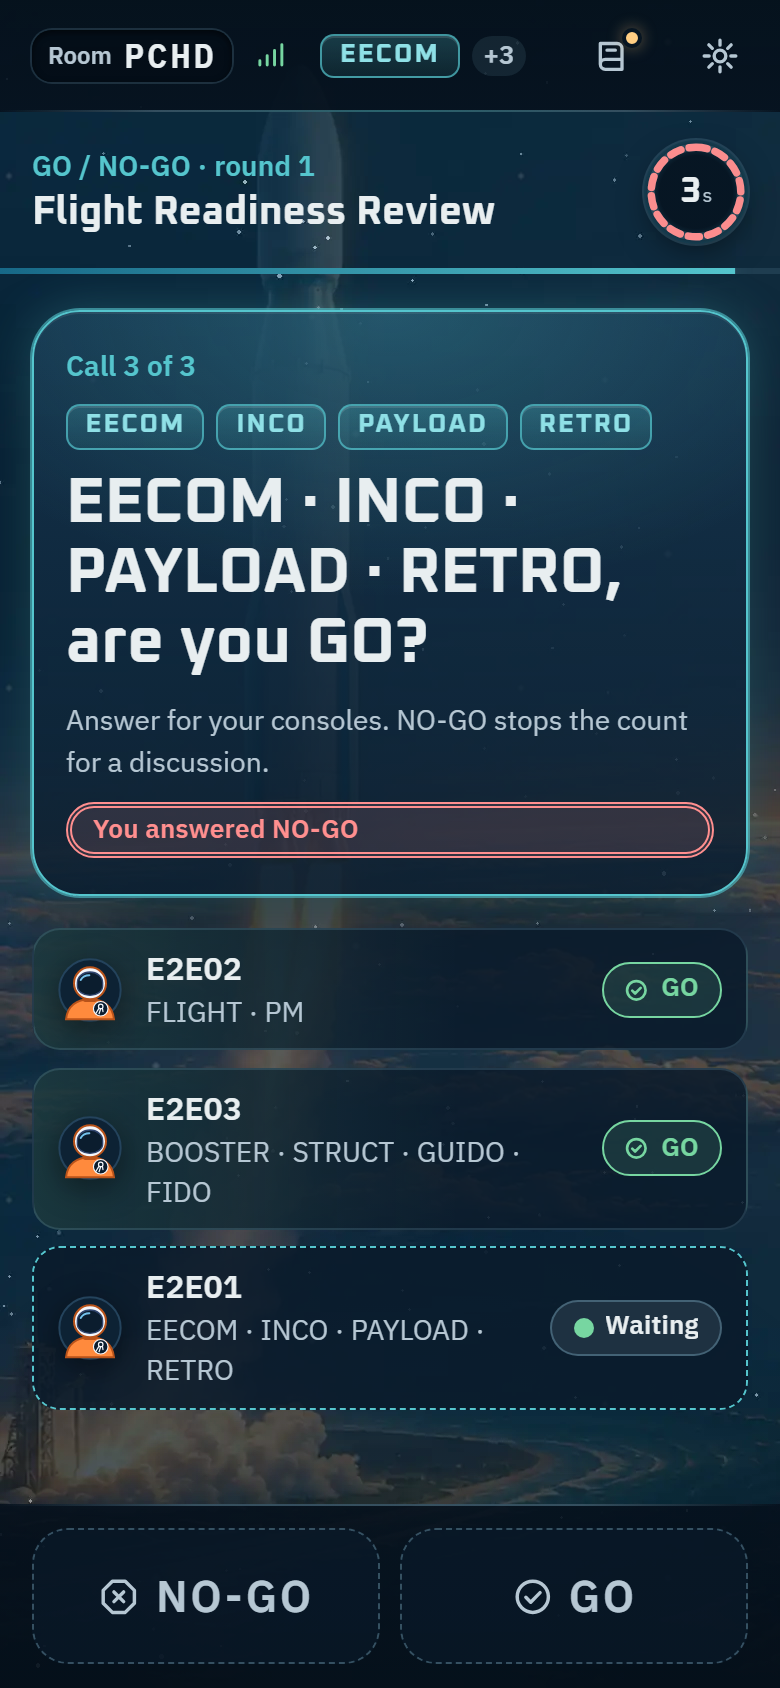 Room PCHD EECOM +3
GO / NO-GO · round 1
Flight Readiness Review
3s
Call 3 of 3
EECOM INCO PAYLOAD RETRO
EECOM · INCO ·
PAYLOAD · RETRO,
are you GO?
Answer for your consoles. NO-GO stops the count
for a discussion.
You answered NO-GO
E2E02
FLIGHT · PM
GO
E2E03
BOOSTER · STRUCT · GUIDO ·
FIDO
GO
E2E01
EECOM · INCO · PAYLOAD ·
RETRO
Waiting
NO-GO GO